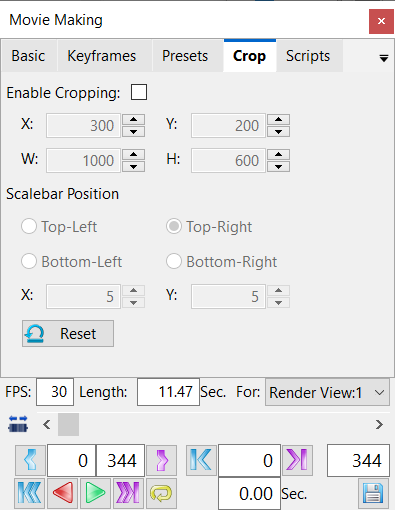 Movie Making
Basic Keyframes Presets Crop Scripts
Enable Cropping:
X: 300 Y: 200
W: 1000 H: 600
Scalebar Position
Top-Left Top-Right
Bottom-Left Bottom-Right
X: 5 Y: 5
Reset
FPS: 30 Length: 11.47 Sec. For: Render View:1
0 344 0 344
0.00 Sec.